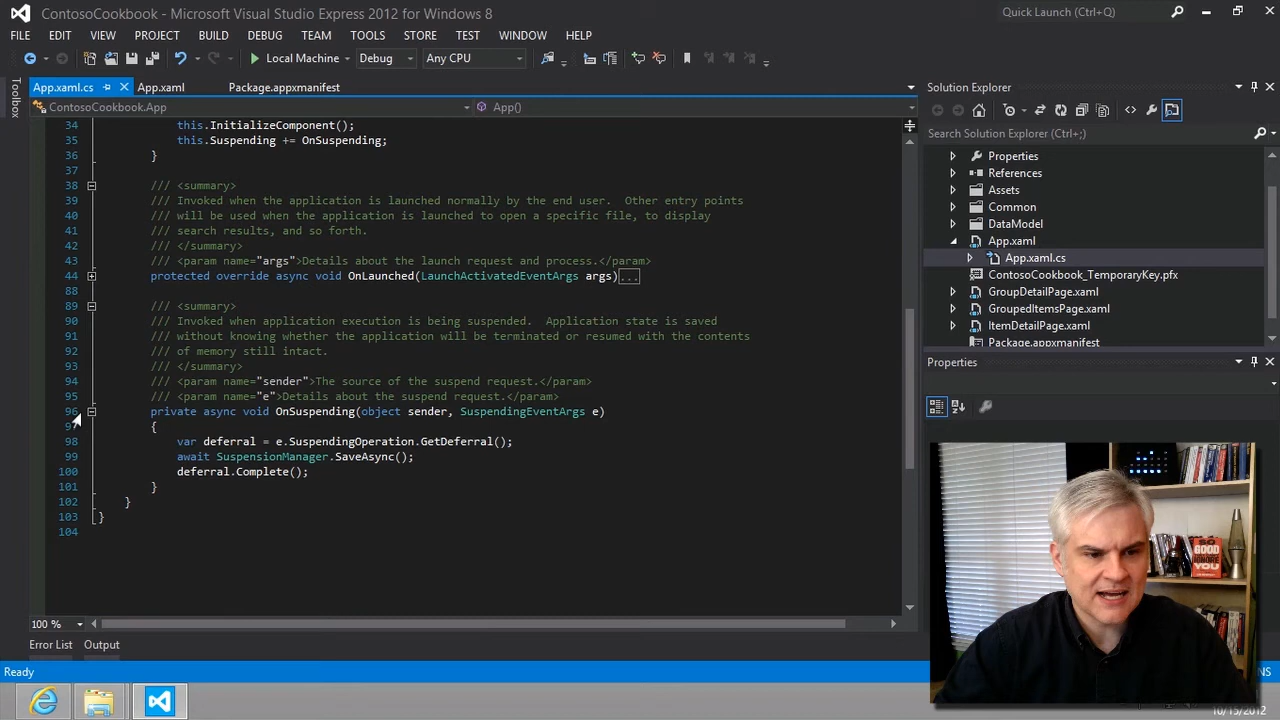 ContosoCookbook - Microsoft Visual Studio Express 2012 for Windows 8
Quick Launch (Ctrl+Q)
FILE EDIT VIEW PROJECT BUILD DEBUG TEAM TOOLS STORE TEST WINDOW HELP
Local Machine Debug Any CPU
Toolbox
App.xaml.cs App.xaml Package.appxmanifest
ContosoCookbook.App App()
34 this.InitializeComponent();
35 this.Suspending += OnSuspending;
36 }
37
38 /// <summary>
39 /// Invoked when the application is launched normally by the end user. Other entry points
40 /// will be used when the application is launched to open a specific file, to display
41 /// search results, and so forth.
42 /// </summary>
43 /// <param name="args">Details about the launch request and process.</param>
44 protected override async void OnLaunched(LaunchActivatedEventArgs args)...
88
89 /// <summary>
90 /// Invoked when application execution is being suspended. Application state is saved
91 /// without knowing whether the application will be terminated or resumed with the contents
92 /// of memory still intact.
93 /// </summary>
94 /// <param name="sender">The source of the suspend request.</param>
95 /// <param name="e">Details about the suspend request.</param>
96 private async void OnSuspending(object sender, SuspendingEventArgs e)
97 {
98 var deferral = e.SuspendingOperation.GetDeferral();
99 await SuspensionManager.SaveAsync();
100 deferral.Complete();
101 }
102 }
103 }
104
100 %
Error List Output
Ready
Solution Explorer
Search Solution Explorer (Ctrl+;)
Properties
References
Assets
Common
DataModel
App.xaml
App.xaml.cs
ContosoCookbook_TemporaryKey.pfx
GroupDetailPage.xaml
GroupedItemsPage.xaml
ItemDetailPage.xaml
Package.appxmanifest
Properties
SO
GOOD
YOU
NS
10/15/2012